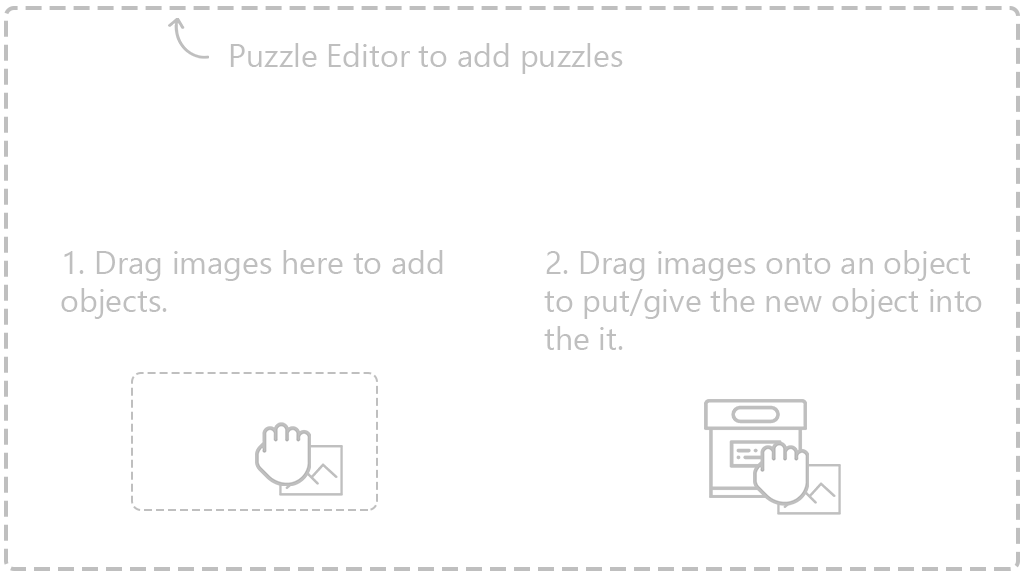 Puzzle Editor to add puzzles
1. Drag images here to add
objects.
2. Drag images onto an object
to put/give the new object into
the it.